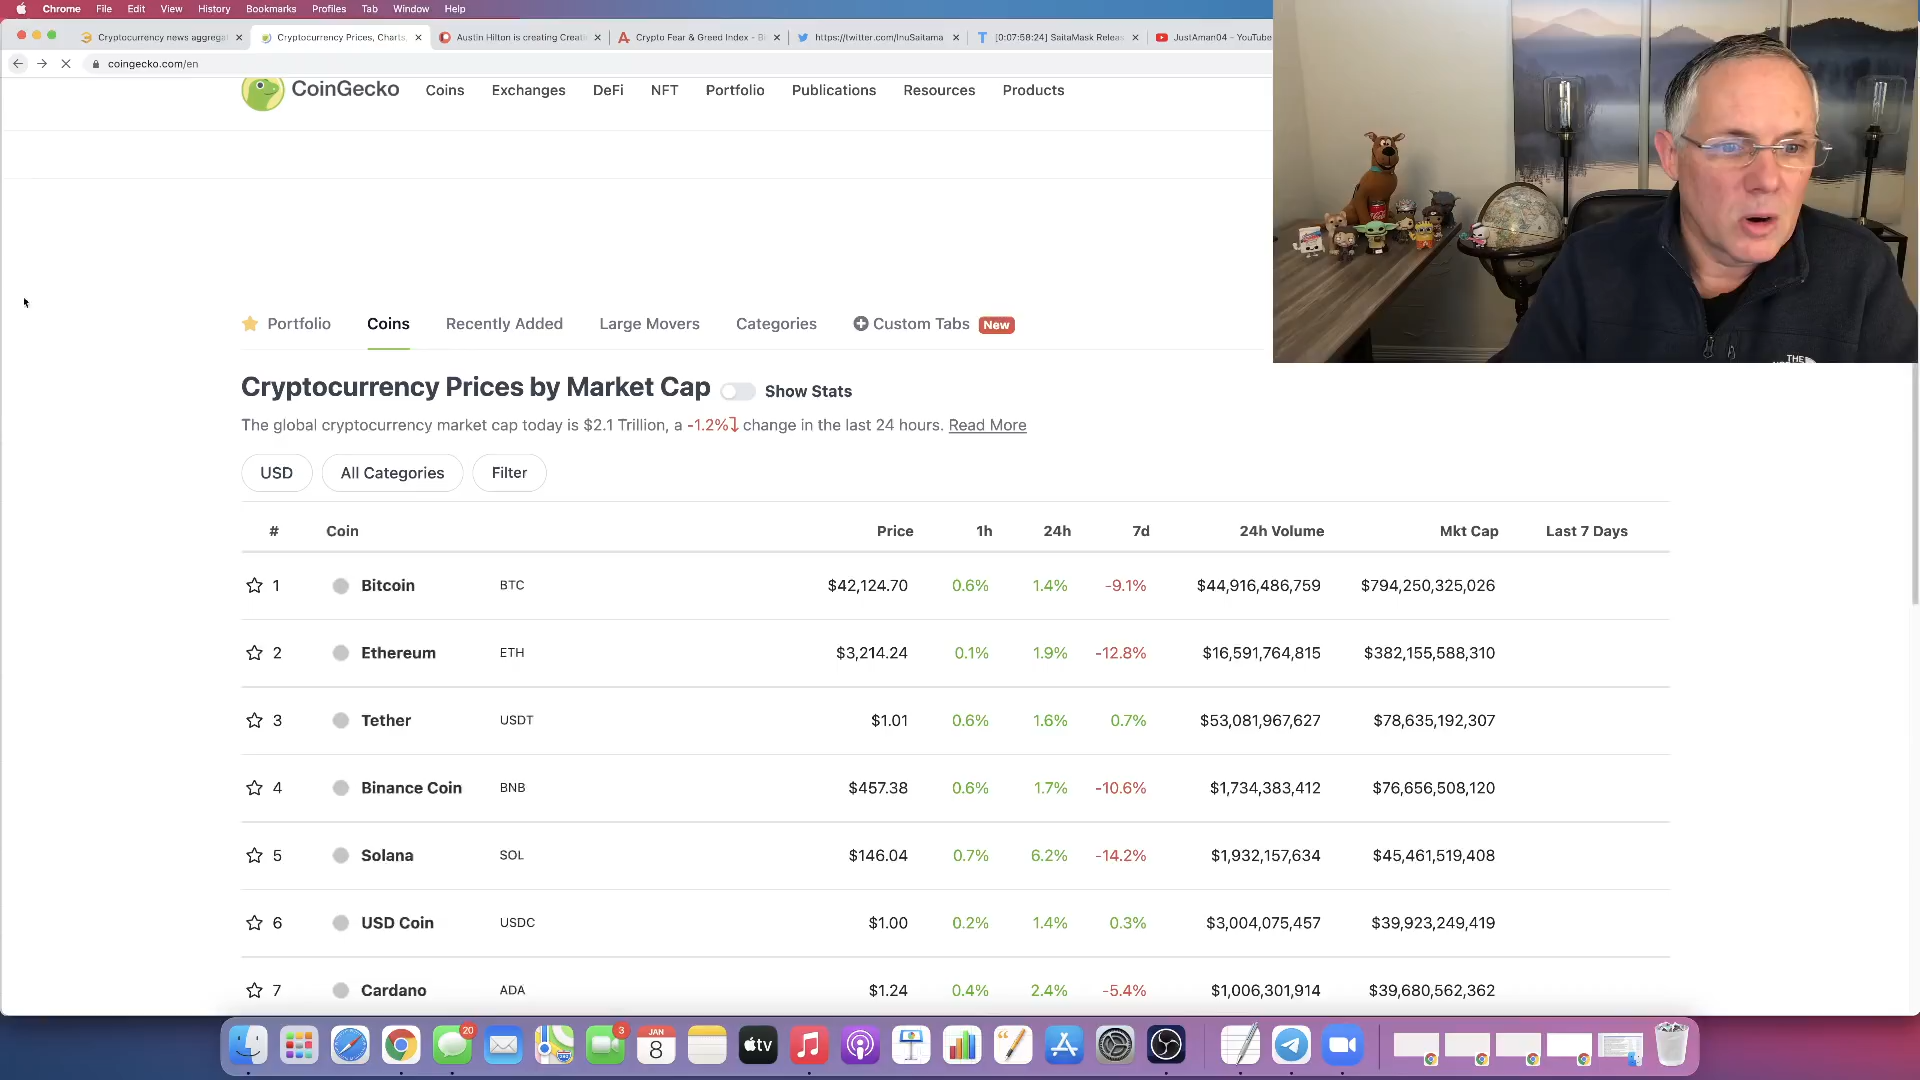 Chrome File Edit View History Bookmarks Profiles Tab Window Help
Cryptocurrency news aggregat
Cryptocurrency Prices, Charts,
Austin Hilton is creating Creati
Crypto Fear & Greed Index - Bi
https://twitter.com/InuSaitama
[0:07:58:24] SaitaMask Releas
JustAman04 - YouTube
coingecko.com/en
CoinGecko Coins Exchanges DeFi NFT Portfolio Publications Resources Products
Portfolio Coins Recently Added Large Movers Categories Custom Tabs New
Cryptocurrency Prices by Market Cap Show Stats
The global cryptocurrency market cap today is $2.1 Trillion, a -1.2% change in the last 24 hours. Read More
USD All Categories Filter
# Coin Price 1h 24h 7d 24h Volume Mkt Cap Last 7 Days
1 Bitcoin BTC $42,124.70 0.6% 1.4% -9.1% $44,916,486,759 $794,250,325,026
2 Ethereum ETH $3,214.24 0.1% 1.9% -12.8% $16,591,764,815 $382,155,588,310
3 Tether USDT $1.01 0.6% 1.6% 0.7% $53,081,967,627 $78,635,192,307
4 Binance Coin BNB $457.38 0.6% 1.7% -10.6% $1,734,383,412 $76,656,508,120
5 Solana SOL $146.04 0.7% 6.2% -14.2% $1,932,157,634 $45,461,519,408
6 USD Coin USDC $1.00 0.2% 1.4% 0.3% $3,004,075,457 $39,923,249,419
7 Cardano ADA $1.24 0.4% 2.4% -5.4% $1,006,301,914 $39,680,562,362
THE
20
3
JAN
8
tv